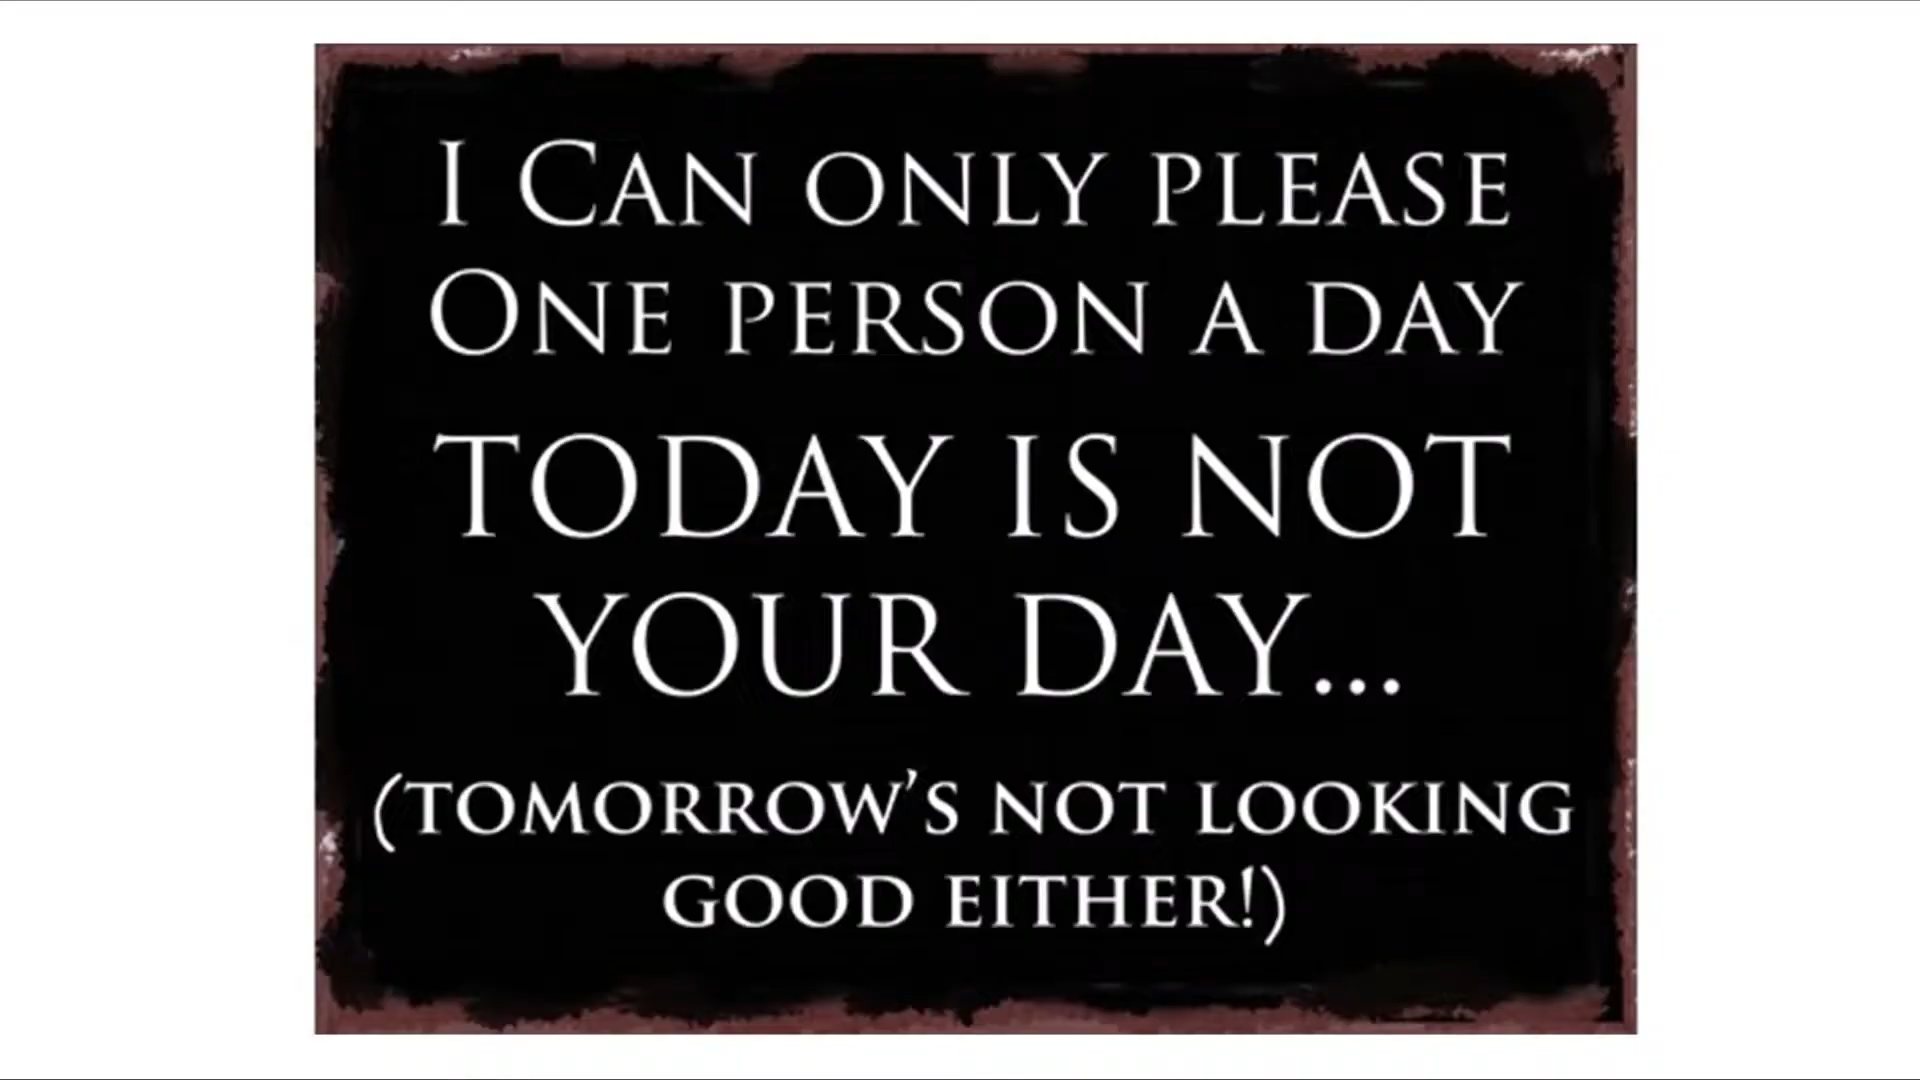 I CAN ONLY PLEASE
ONE PERSON A DAY
TODAY IS NOT
YOUR DAY...
(TOMORROW'S NOT LOOKING
GOOD EITHER!)